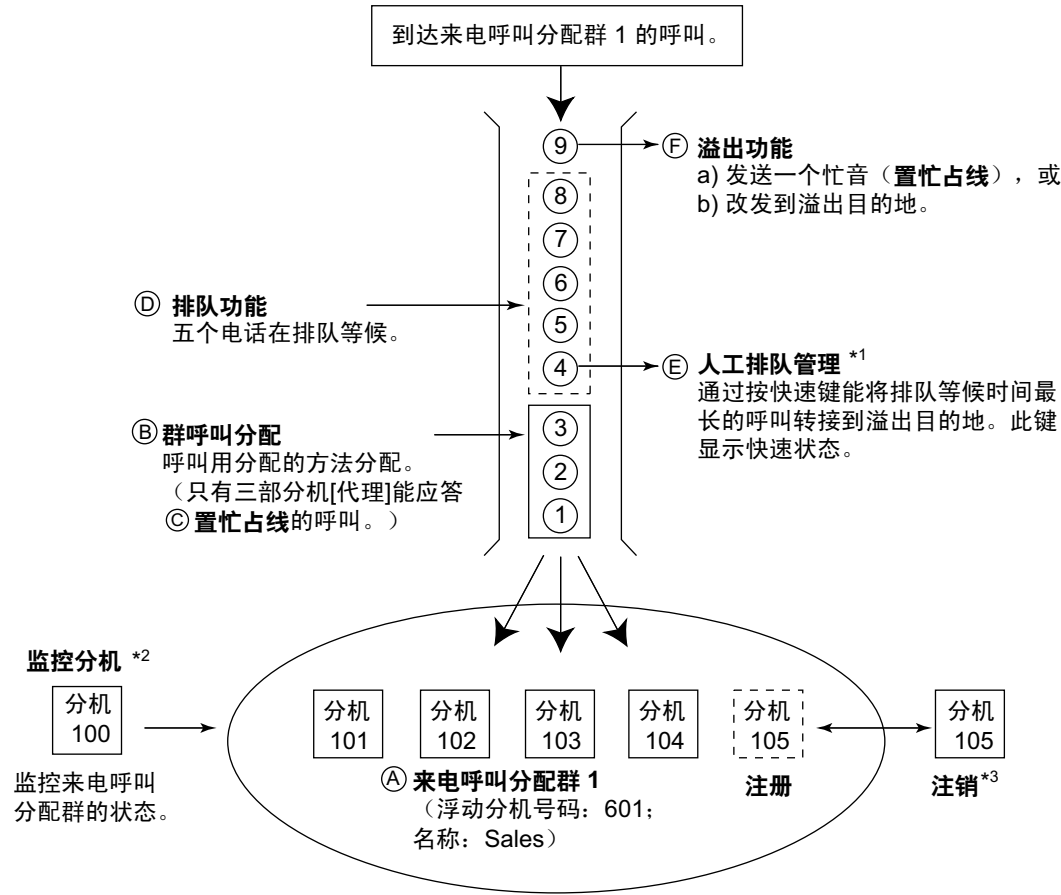 到达来电呼叫分配群 1 的呼叫。
9
Ⓕ 溢出功能
a) 发送一个忙音（置忙占线），或
b) 改发到溢出目的地。
8
7
6
5
4
Ⓓ 排队功能
五个电话在排队等候。
Ⓔ 人工排队管理 *1
通过按快速键能将排队等候时间最
长的呼叫转接到溢出目的地。此键
显示快速状态。
Ⓑ 群呼叫分配
呼叫用分配的方法分配。
（只有三部分机[代理]能应答
Ⓒ 置忙占线的呼叫。）
3
2
1
监控分机 *2
分机
100
监控来电呼叫
分配群的状态。
分机
101
分机
102
分机
103
分机
104
分机
105
注册
分机
105
注销*3
Ⓐ 来电呼叫分配群 1
（浮动分机号码：601；
名称：Sales）